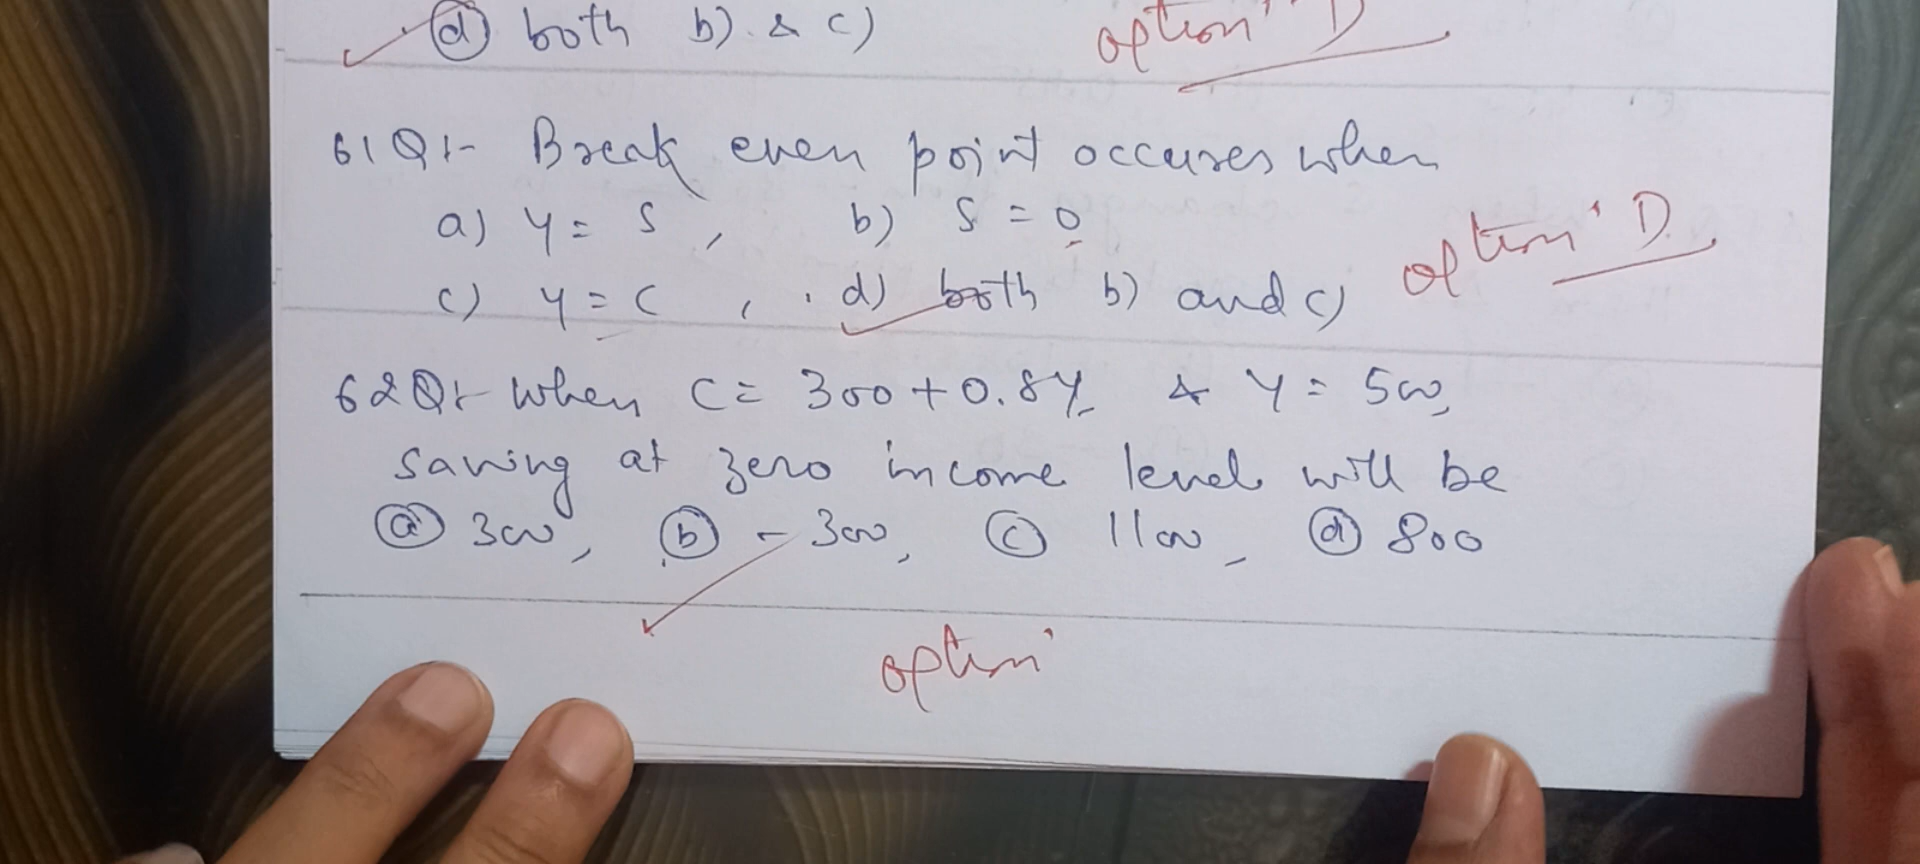 d) both b) & c)
option 'D
61Q:- Break even point occures when
a) Y = S, b) S = 0
c) Y = C, d) both b) and c)
option 'D
62Q:- When C = 300 + 0.8Y & Y = 500,
saving at zero income level will be
a) 300, b) - 300, c) 1100, d) 800
option '